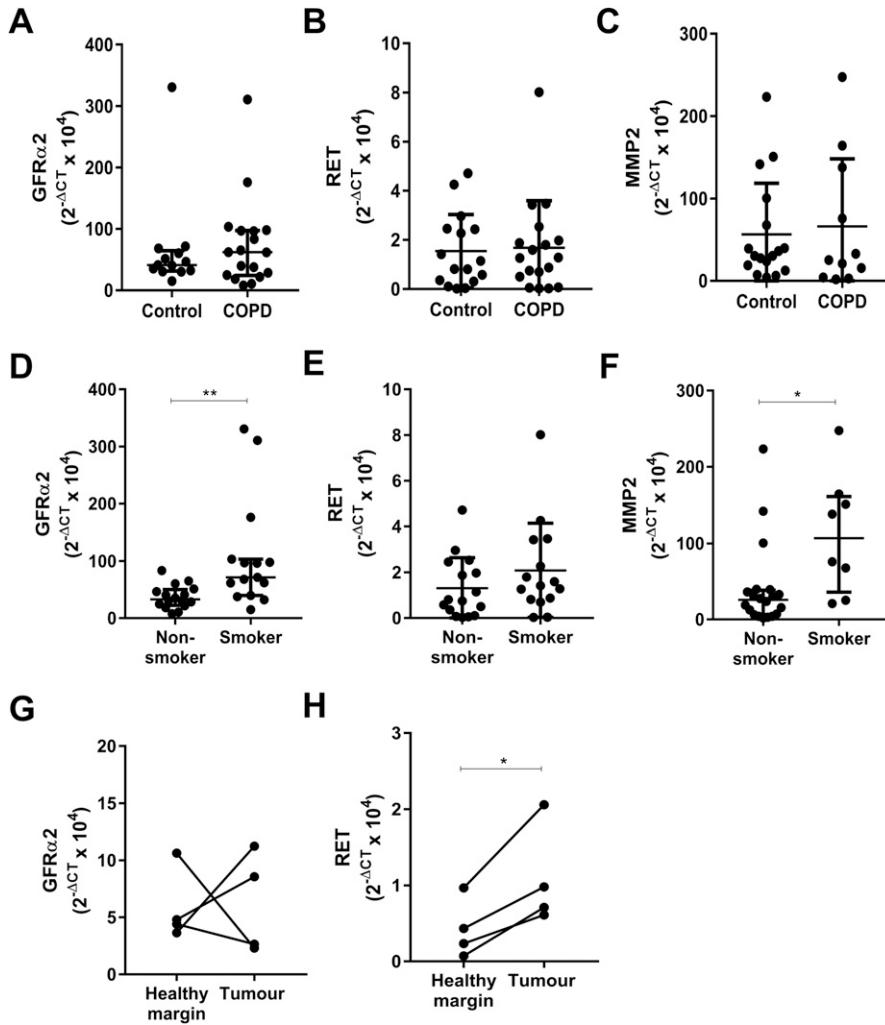 A
GFRα2
(2^-ΔCT x 10^4)
400
300
200
100
0
Control COPD
B
RET
(2^-ΔCT x 10^4)
10
8
6
4
2
0
Control COPD
C
MMP2
(2^-ΔCT x 10^4)
300
200
100
0
Control COPD
D
GFRα2
(2^-ΔCT x 10^4)
400
300
200
100
0
**
Non- Smoker
smoker
E
RET
(2^-ΔCT x 10^4)
10
8
6
4
2
0
Non- Smoker
smoker
F
MMP2
(2^-ΔCT x 10^4)
300
200
100
0
*
Non- Smoker
smoker
G
GFRα2
(2^-ΔCT x 10^4)
20
15
10
5
0
Healthy Tumour
margin
H
RET
(2^-ΔCT x 10^4)
3
2
1
0
*
Healthy Tumour
margin